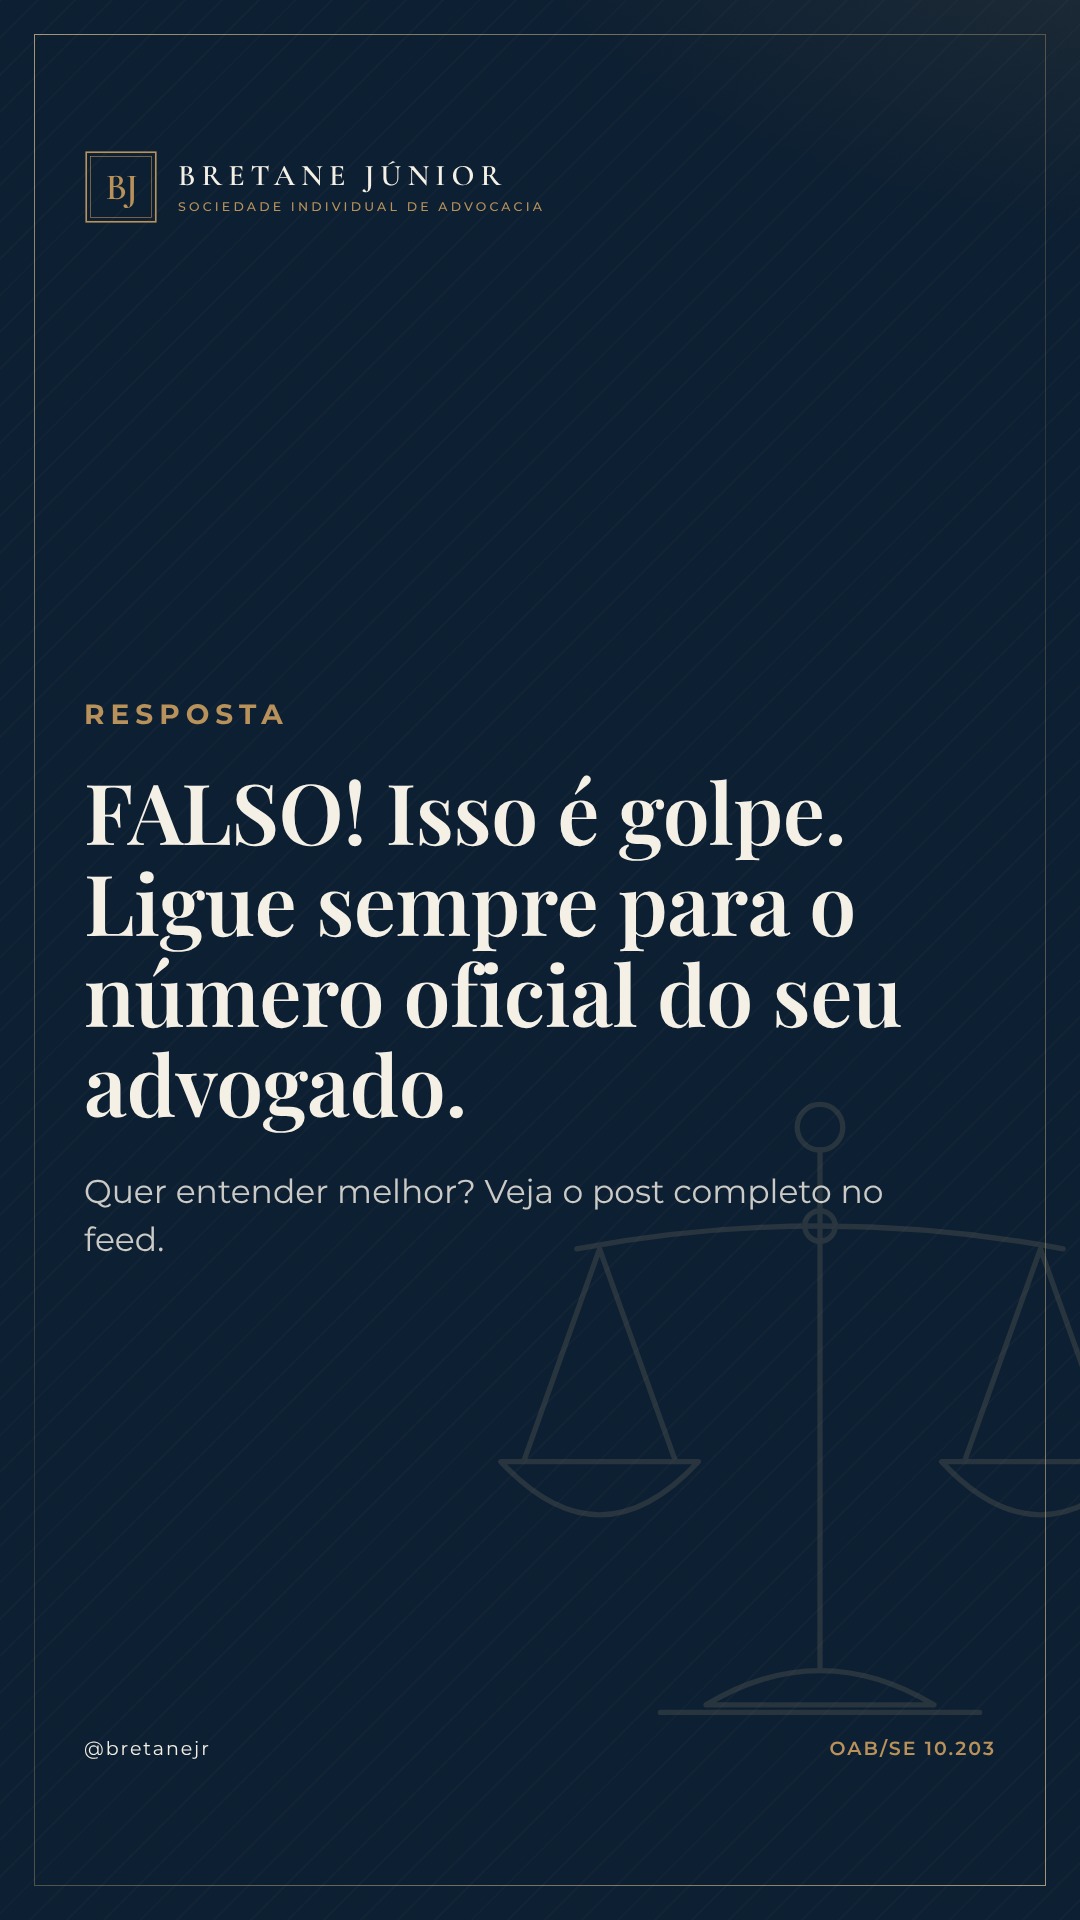 BJ
BRETANE JÚNIOR
SOCIEDADE INDIVIDUAL DE ADVOCACIA
RESPOSTA
FALSO! Isso é golpe.
Ligue sempre para o
número oficial do seu
advogado.
Quer entender melhor? Veja o post completo no
feed.
@bretanejr
OAB/SE 10.203